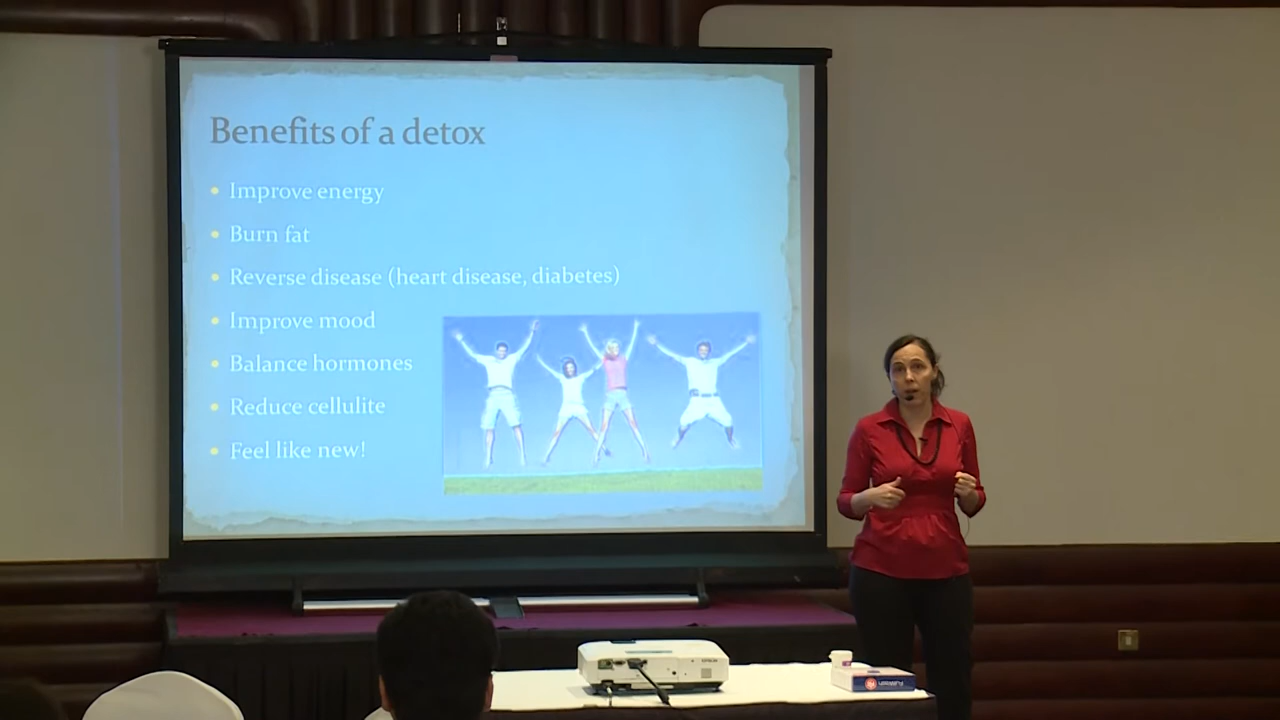 Benefits of a detox
Improve energy
Burn fat
Reverse disease (heart disease, diabetes)
Improve mood
Balance hormones
Reduce cellulite
Feel like new!